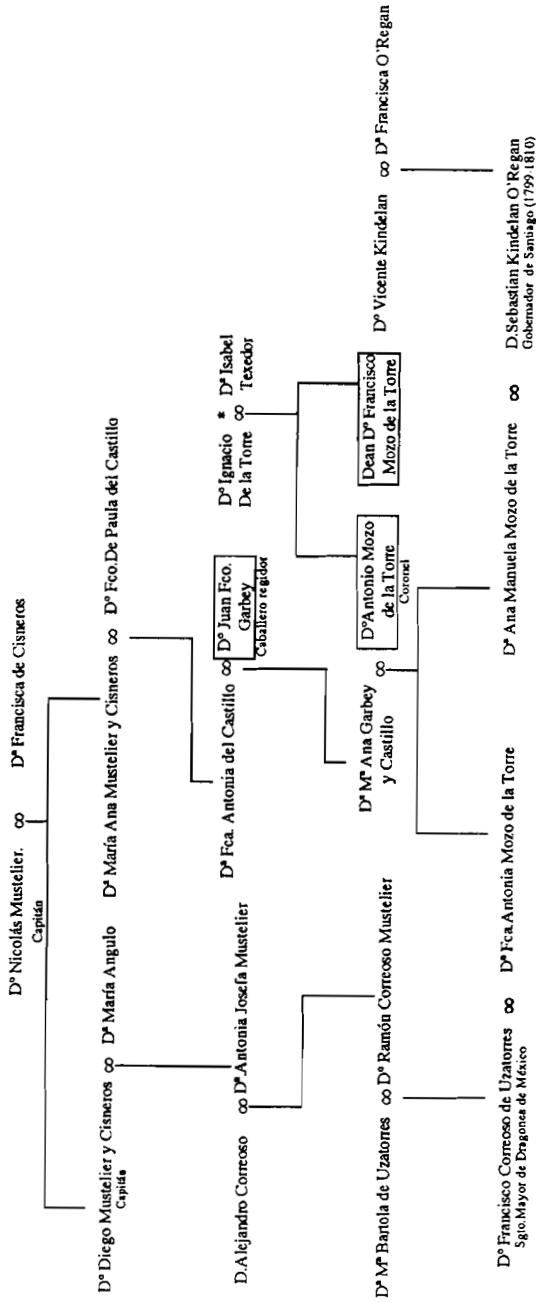 Dº Nicolás Mustelier. ∞ Dª Francisca de Cisneros
Capitán
Dº Diego Mustelier y Cisneros ∞ Dª María Angulo
Capitán
Dª María Ana Mustelier y Cisneros ∞ Dº Fco. De Paula del Castillo
D.Alejandro Correoso ∞ Dª Antonia Josefa Mustelier
Dª Fca. Antonia del Castillo ∞ Dº Juan Fco.
Garbey
Caballero regidor
Dº Ignacio * Dª Isabel
De la Torre ∞ Texedor
Dª Mª Bartola de Uzatorres ∞ Dº Ramón Correoso Mustelier
Dª Mª Ana Garbey
y Castillo ∞
DºAntonio Mozo
de la Torre
Coronel
Dean Dº Francisco
Mozo de la Torre
Dº Vicente Kindelan ∞ Dª Francisca O'Regan
Dº Francisco Correoso de Uzatorres ∞ Dª Fca.Antonia Mozo de la Torre
Sgto.Mayor de Dragones de México
Dª Ana Manuela Mozo de la Torre ∞ D.Sebastian Kindelan O'Regan
Gobernador de Santiago (1799-1810)